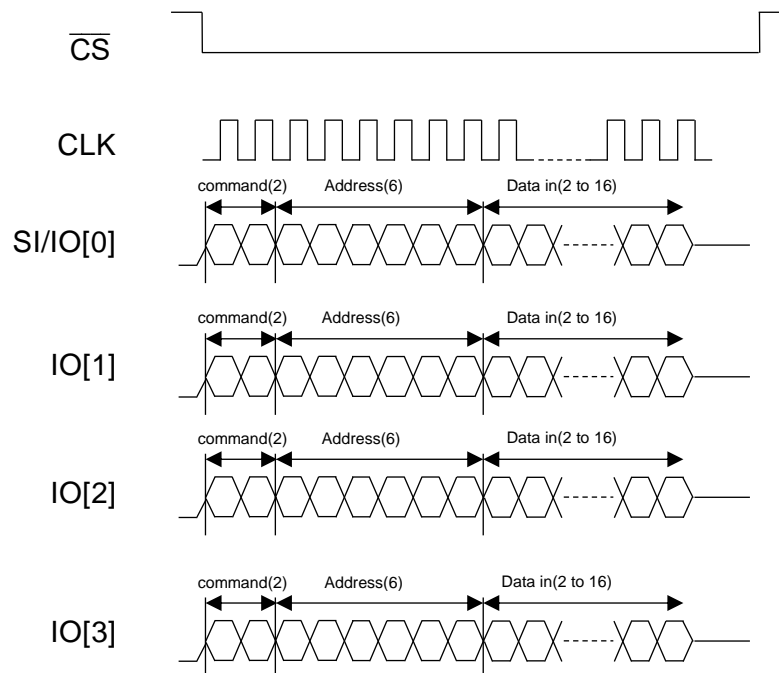 CS
CLK
command(2) Address(6) Data in(2 to 16)
SI/IO[0]
command(2) Address(6) Data in(2 to 16)
IO[1]
command(2) Address(6) Data in(2 to 16)
IO[2]
command(2) Address(6) Data in(2 to 16)
IO[3]